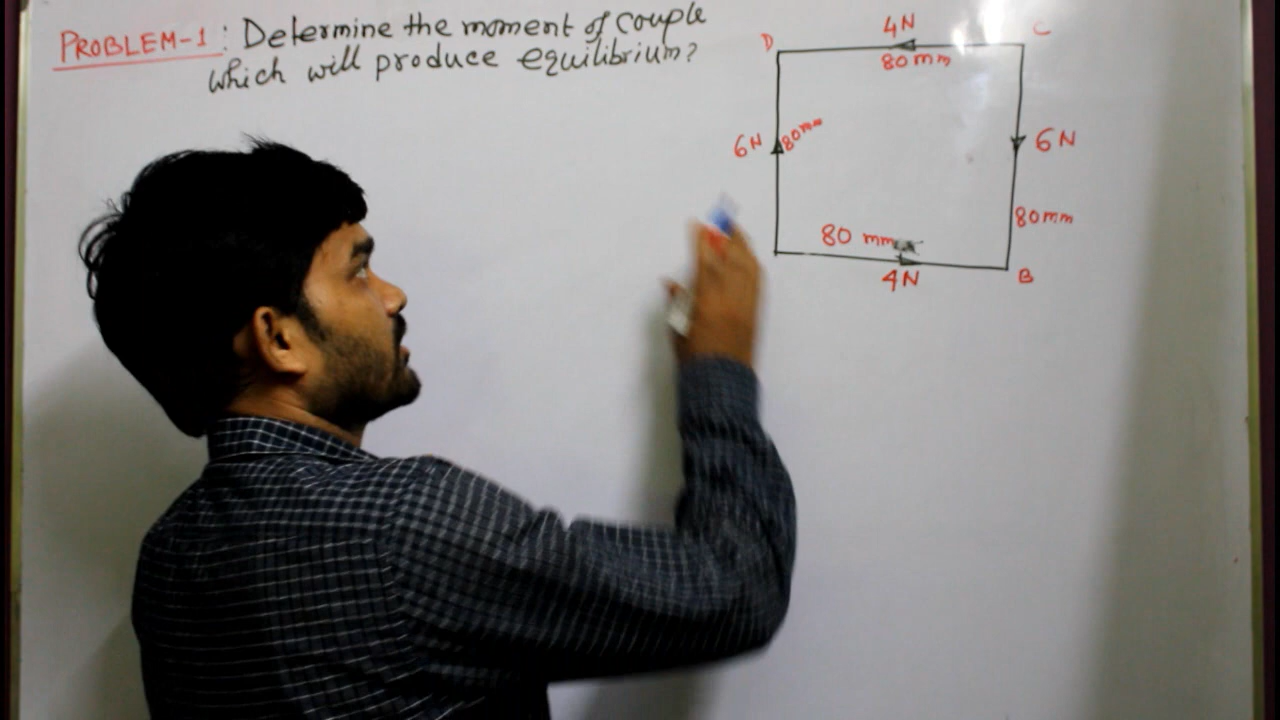 PROBLEM-1: Determine the moment of couple
which will produce equilibrium?
D
4N
C
80mm
6N
80mm
6N
80mm
80 mm
4N
B